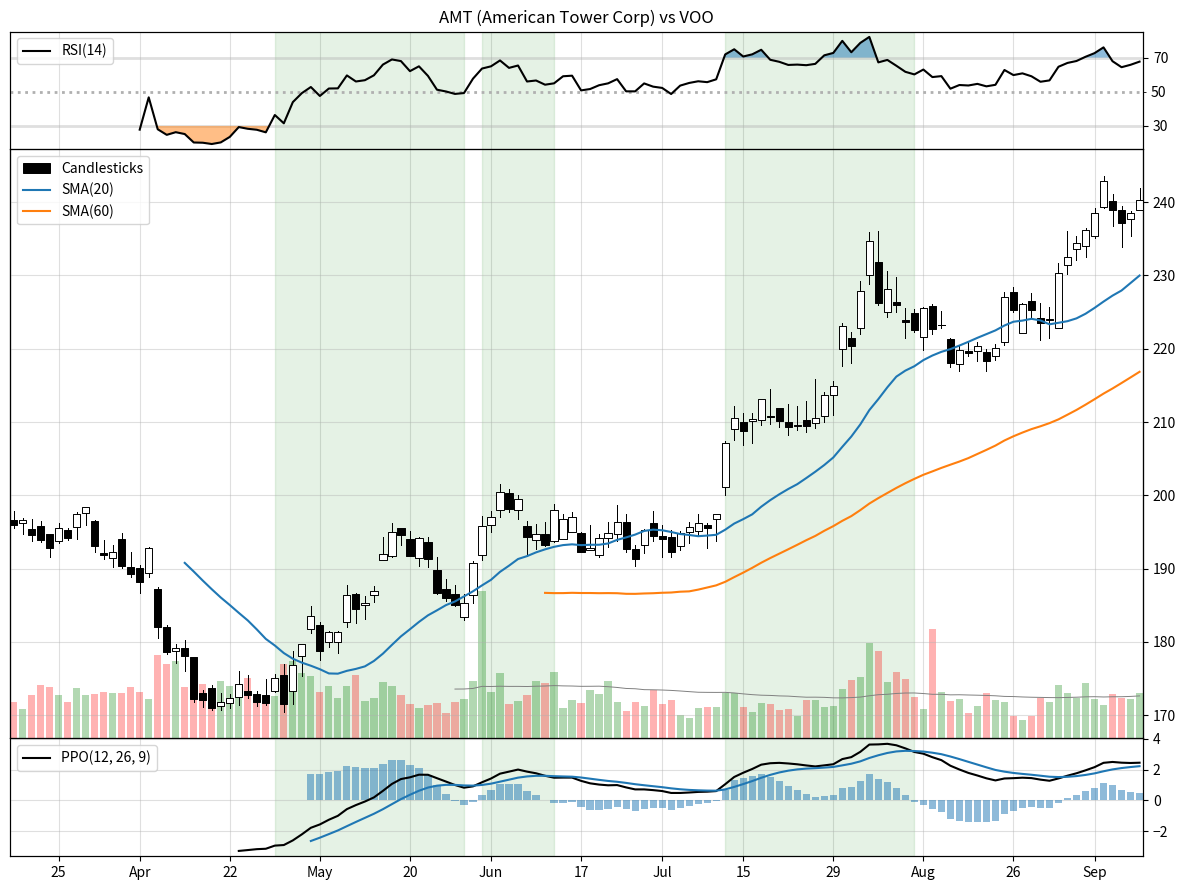 AMT (American Tower Corp) vs VOO
RSI(14)
70
50
30
Candlesticks
SMA(20)
SMA(60)
240
230
220
210
200
190
180
170
PPO(12, 26, 9)
4
2
0
−2
25 Apr 22 May 20 Jun 17 Jul 15 29 Aug 26 Sep